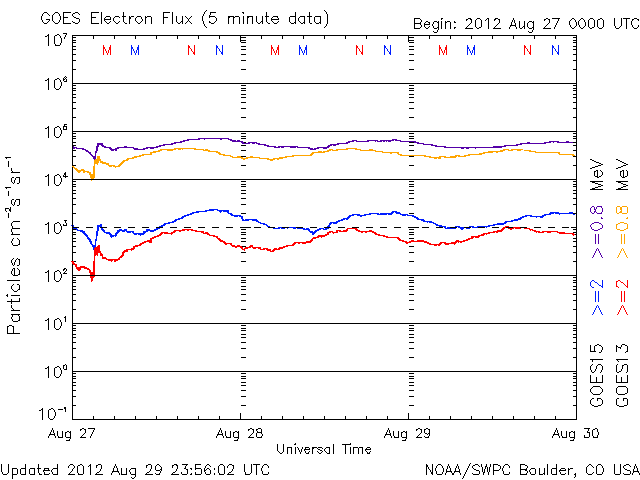 GOES Electron Flux (5 minute data)
Begin: 2012 Aug 27 0000 UTC
M M N N M M N N M M N N
10⁷
10⁶
10⁵
10⁴
10³
10²
10¹
10⁰
10⁻¹
Particles cm⁻²s⁻¹sr⁻¹
GOES15 >=2 >=0.8 MeV
GOES13 >=2 >=0.8 MeV
Aug 27 Aug 28 Aug 29 Aug 30
Universal Time
Updated 2012 Aug 29 23:56:02 UTC
NOAA/SWPC Boulder, CO USA